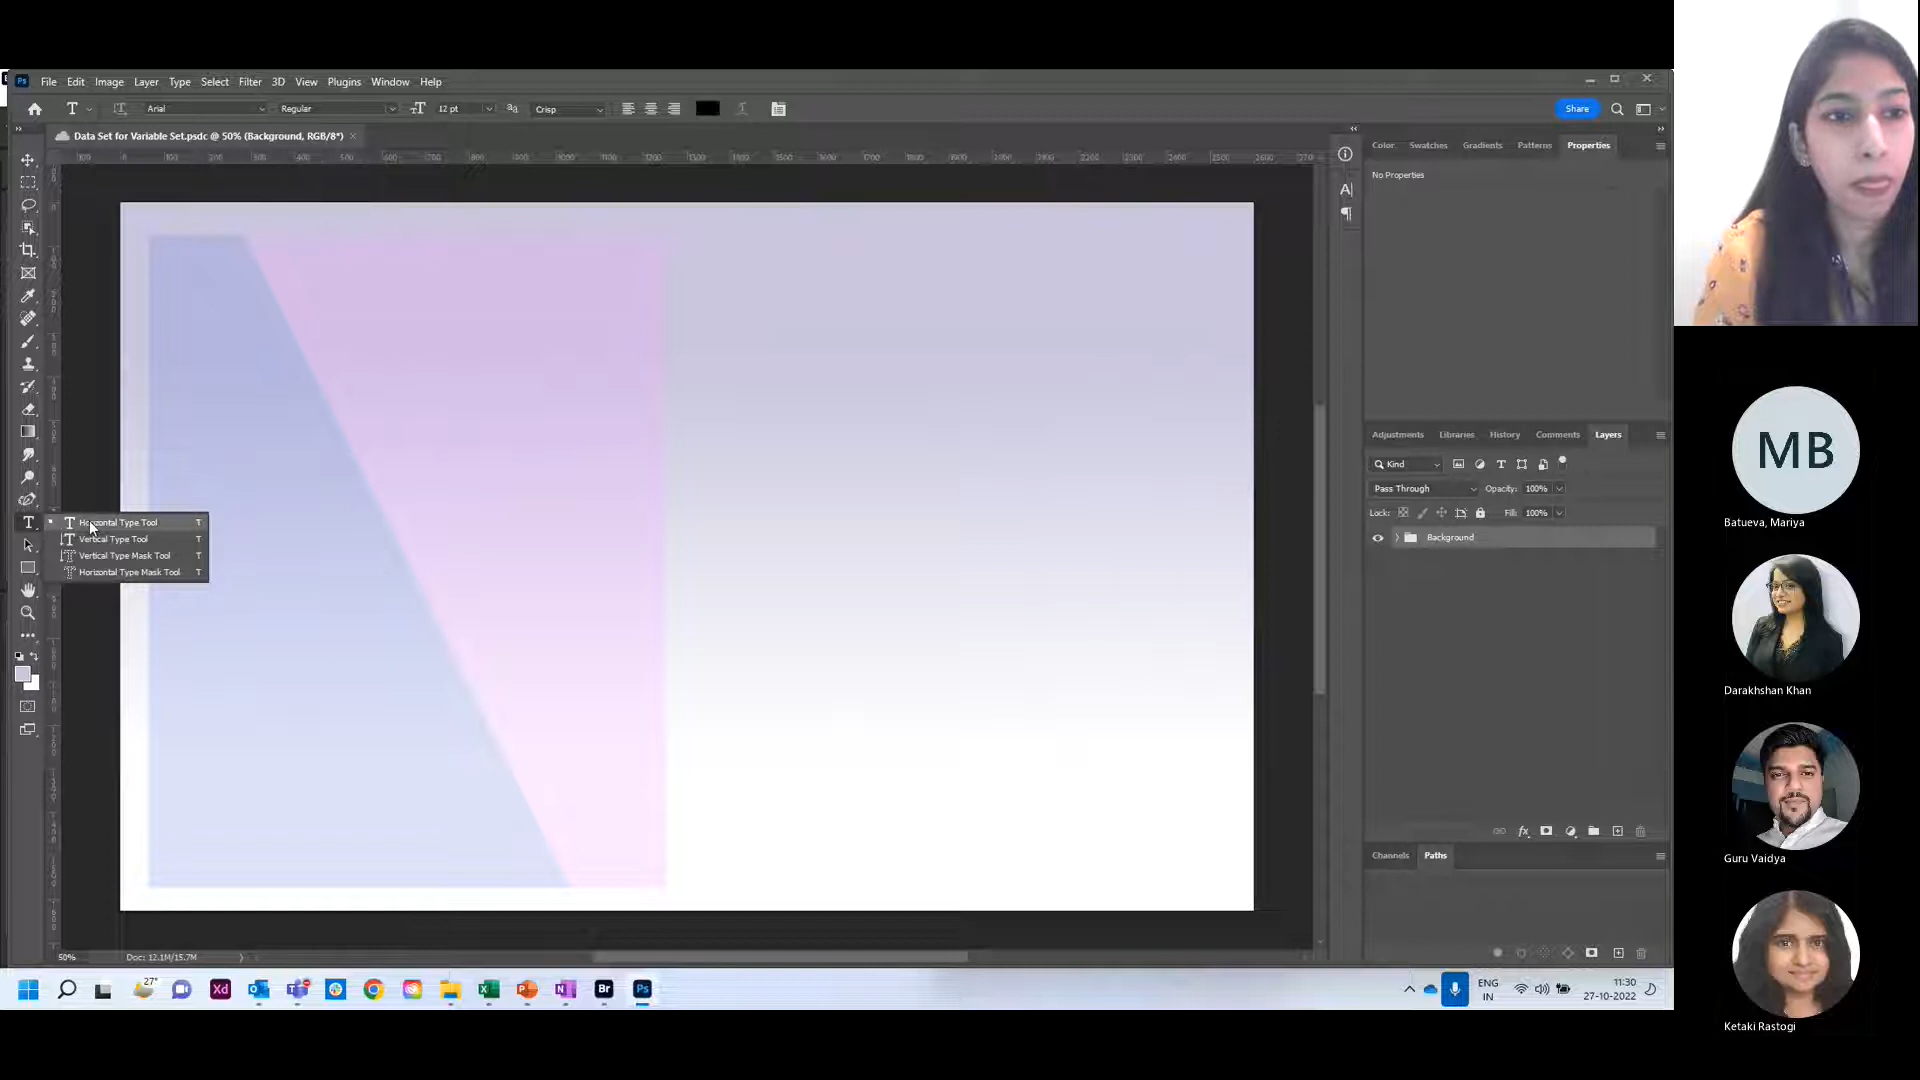 File Edit Image Layer Type Select Filter 3D View Plugins Window Help
Arial Regular 12 pt Crisp Share
Data Set for Variable Set.psdc @ 50% (Background, RGB/8*)
Color Swatches Gradients Patterns Properties
No Properties
Horizontal Type Tool T
Vertical Type Tool T
Vertical Type Mask Tool T
Horizontal Type Mask Tool T
Adjustments Libraries History Comments Layers
Kind
Pass Through Opacity: 100%
Lock: Fill: 100%
Background
Channels Paths
50% Doc: 12.1M/15.7M
27°
Xd Br Ps
ENG
IN
11:30
27-10-2022
MB
Batueva, Mariya
Darakhshan Khan
Guru Vaidya
Ketaki Rastogi